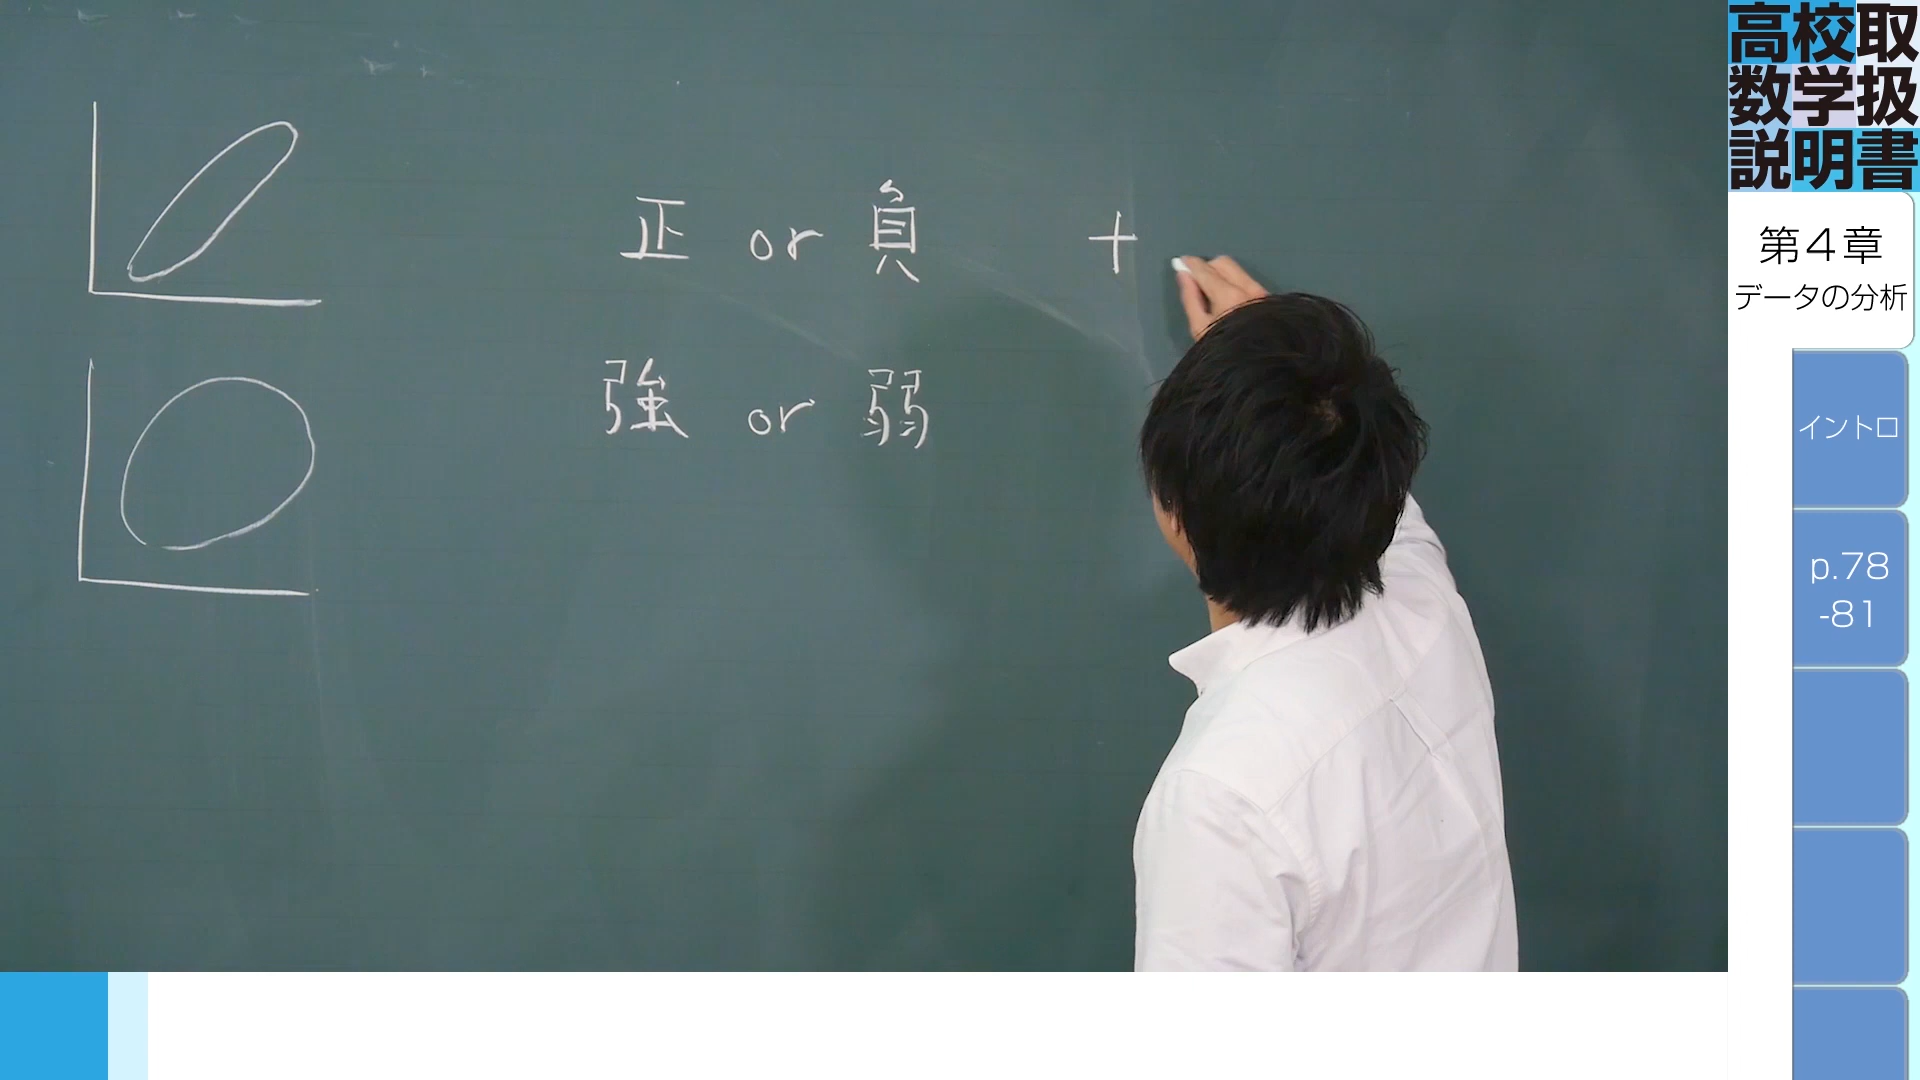 正 or 負 +
強 or 弱
高校取
数学扱
説明書
第4章
データの分析
イントロ
p.78
-81